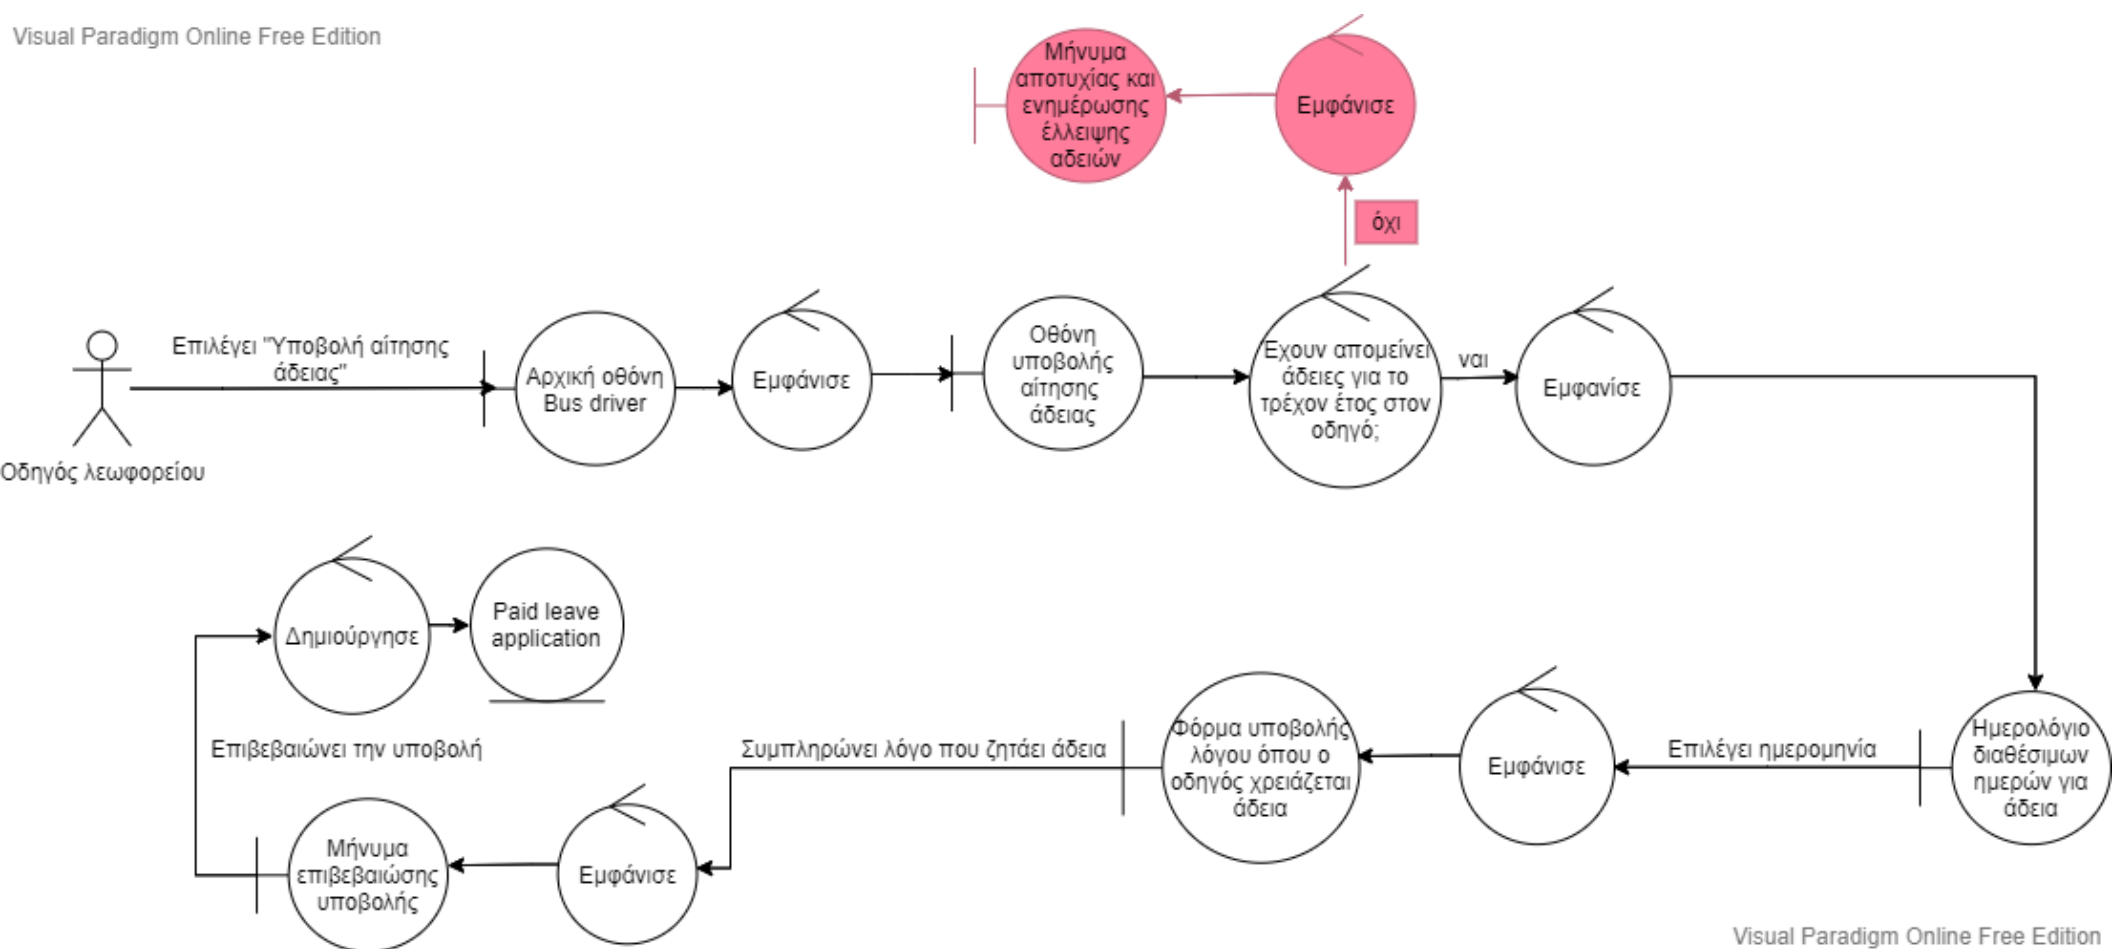 Visual Paradigm Online Free Edition
Μήνυμα
αποτυχίας και
ενημέρωσης
έλλειψης
αδειών
Εμφάνισε
όχι
Επιλέγει "Υποβολή αίτησης
άδειας"
Οδηγός λεωφορείου
Αρχική οθόνη
Bus driver
Εμφάνισε
Οθόνη
υποβολής
αίτησης
άδειας
Έχουν απομείνει
άδειες για το
τρέχον έτος στον
οδηγό;
ναι
Εμφανίσε
Ημερολόγιο
διαθέσιμων
ημερών για
άδεια
Επιλέγει ημερομηνία
Εμφάνισε
Φόρμα υποβολής
λόγου όπου ο
οδηγός χρειάζεται
άδεια
Συμπληρώνει λόγο που ζητάει άδεια
Εμφάνισε
Μήνυμα
επιβεβαιώσης
υποβολής
Επιβεβαιώνει την υποβολή
Δημιούργησε
Paid leave
application
Visual Paradigm Online Free Edition